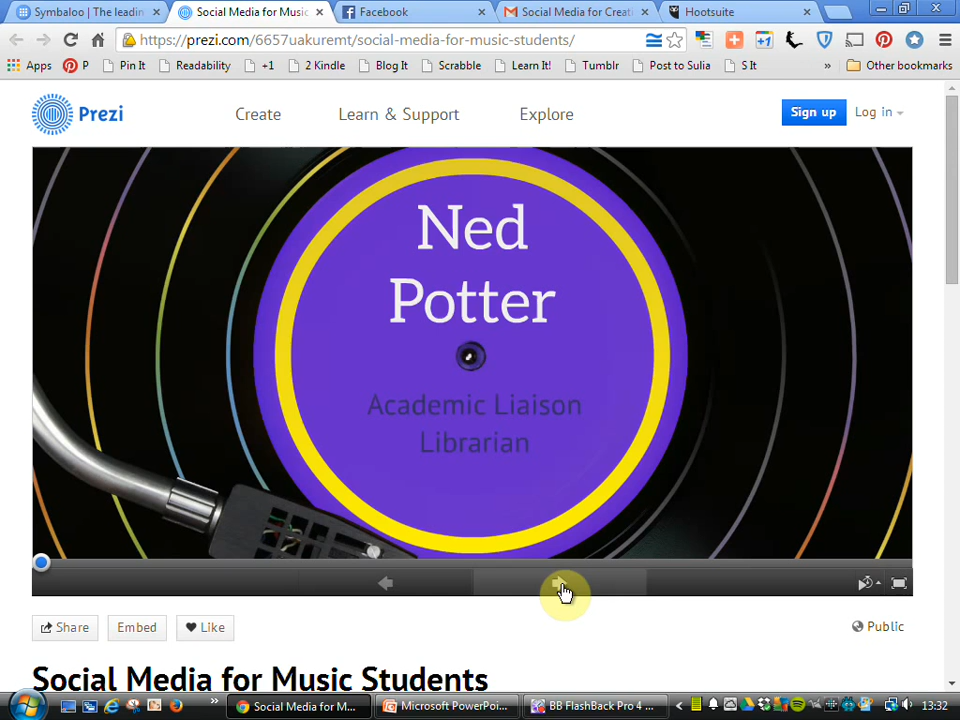 Symbaloo | The leadin
Social Media for Music
Facebook
Social Media for Creati
Hootsuite
https://prezi.com/6657uakuremt/social-media-for-music-students/
Apps
P
Pin It
Readability
+1
2 Kindle
Blog It
Scrabble
Learn It!
Tumblr
Post to Sulia
S It
»
Other bookmarks
Prezi
Create
Learn & Support
Explore
Sign up
Log in
Ned
Potter
Academic Liaison
Librarian
Share
Embed
Like
Public
Social Media for Music Students
Social Media for M...
Microsoft PowerPoi...
BB FlashBack Pro 4 ...
13:32